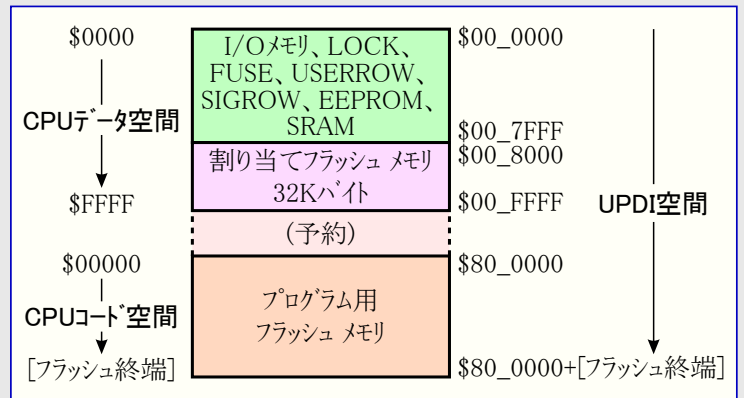 $0000
CPUデータ空間
$FFFF
$00000
CPUコード空間
[フラッシュ終端]
I/Oメモリ、LOCK、
FUSE、USERROW、
SIGROW、EEPROM、
SRAM
割り当てフラッシュ メモリ
32Kバイト
(予約)
プログラム用
フラッシュ メモリ
$00_0000
$00_7FFF
$00_8000
$00_FFFF
$80_0000
$80_0000+[フラッシュ終端]
UPDI空間